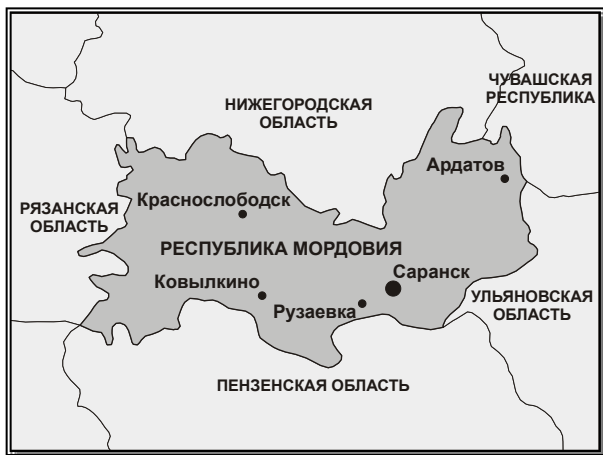 ЧУВАШСКАЯ
РЕСПУБЛИКА
НИЖЕГОРОДСКАЯ
ОБЛАСТЬ
Ардатов
Краснослободск
РЯЗАНСКАЯ
ОБЛАСТЬ
РЕСПУБЛИКА МОРДОВИЯ
Саранск
Ковылкино
Рузаевка
УЛЬЯНОВСКАЯ
ОБЛАСТЬ
ПЕНЗЕНСКАЯ ОБЛАСТЬ